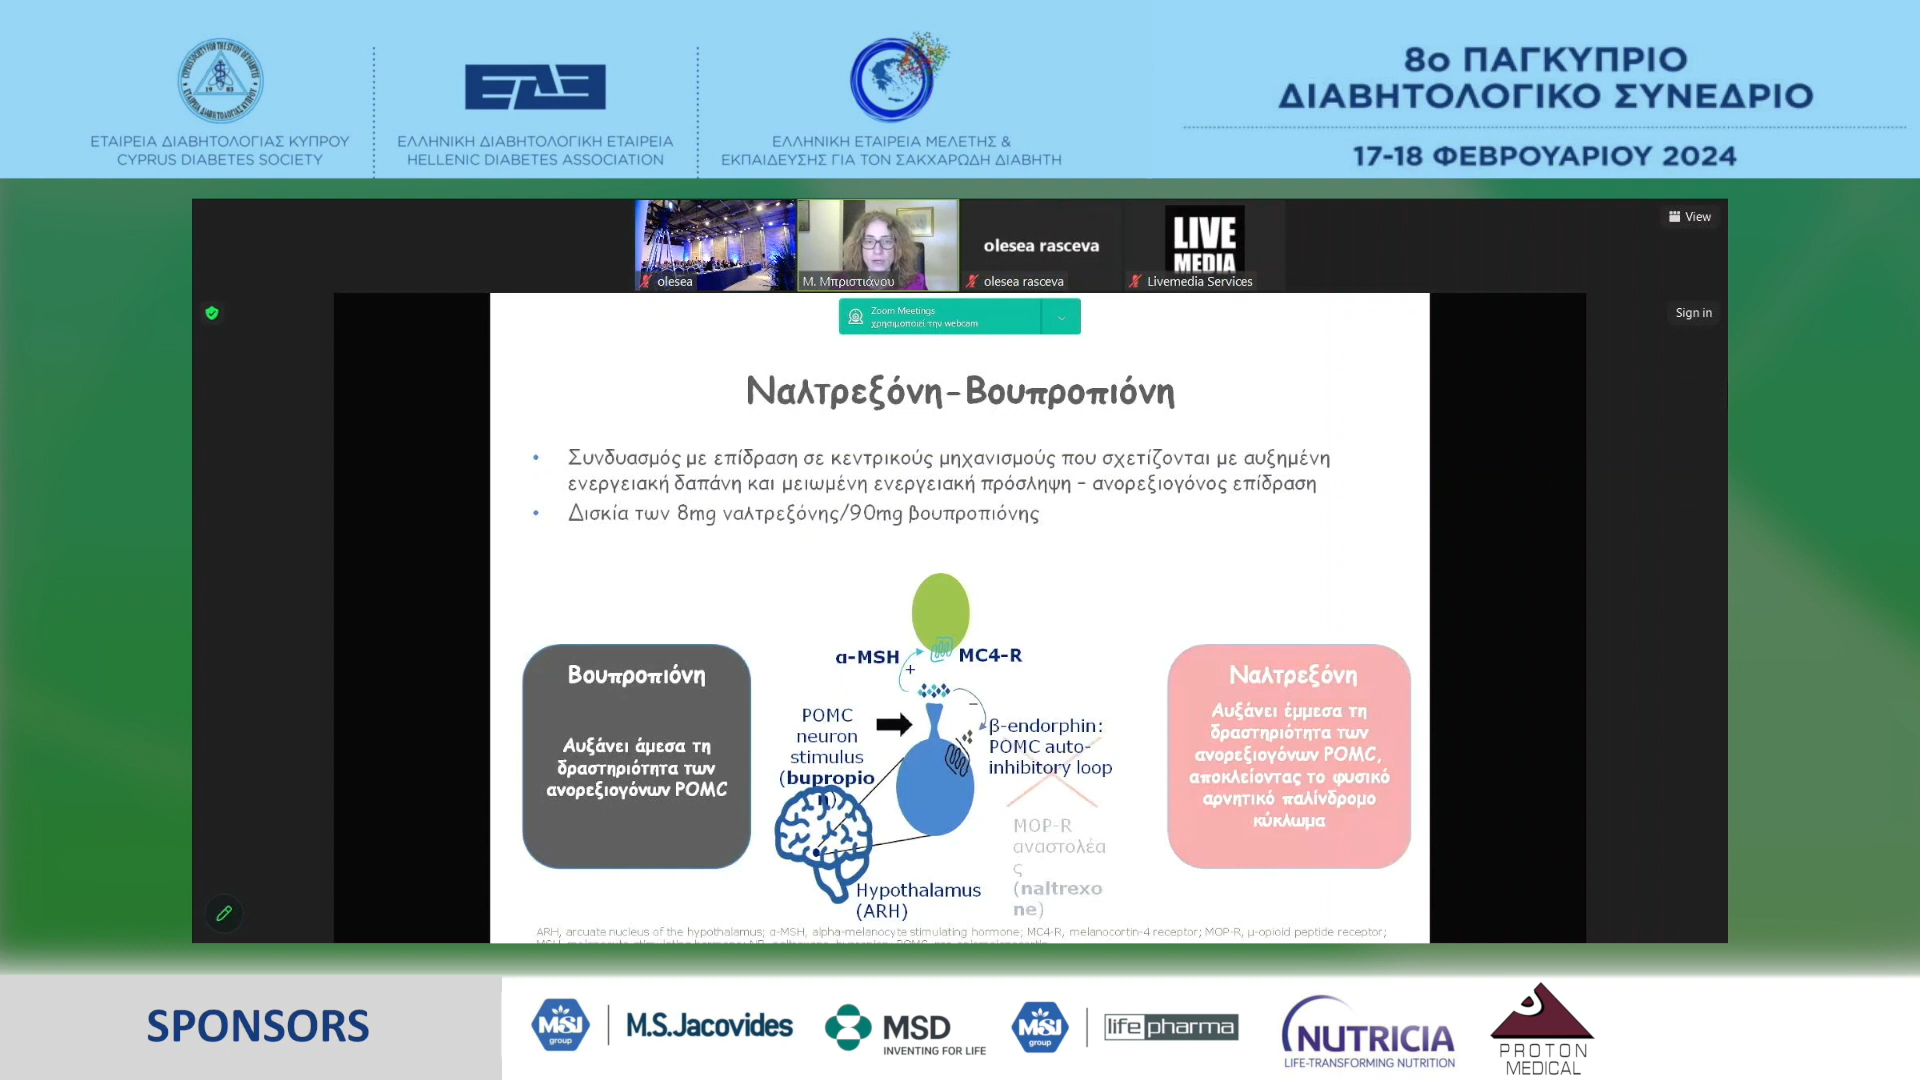 ΕΤΑΙΡΕΙΑ ΔΙΑΒΗΤΟΛΟΓΙΑΣ ΚΥΠΡΟΥ
CYPRUS DIABETES SOCIETY
ΕΛΛΗΝΙΚΗ ΔΙΑΒΗΤΟΛΟΓΙΚΗ ΕΤΑΙΡΕΙΑ
HELLENIC DIABETES ASSOCIATION
ΕΛΛΗΝΙΚΗ ΕΤΑΙΡΕΙΑ ΜΕΛΕΤΗΣ &
ΕΚΠΑΙΔΕΥΣΗΣ ΓΙΑ ΤΟΝ ΣΑΚΧΑΡΩΔΗ ΔΙΑΒΗΤΗ
8ο ΠΑΓΚΥΠΡΙΟ
ΔΙΑΒΗΤΟΛΟΓΙΚΟ ΣΥΝΕΔΡΙΟ
17-18 ΦΕΒΡΟΥΑΡΙΟΥ 2024
olesea
Μ. Μπριστιάνου
olesea rasceva
olesea rasceva
LIVE
MEDIA
Livemedia Services
View
Sign in
Zoom Meetings
χρησιμοποιεί την webcam
Ναλτρεξόνη-Βουπροπιόνη
• Συνδυασμός με επίδραση σε κεντρικούς μηχανισμούς που σχετίζονται με αυξημένη
ενεργειακή δαπάνη και μειωμένη ενεργειακή πρόσληψη – ανορεξιογόνος επίδραση
• Δισκία των 8mg ναλτρεξόνης/90mg βουπροπιόνης
Βουπροπιόνη
Αυξάνει άμεσα τη
δραστηριότητα των
ανορεξιογόνων POMC
α-MSH
+
MC4-R
−
POMC
neuron
stimulus
(bupropio
n)
β-endorphin:
POMC auto-
inhibitory loop
MOP-R
αναστολέα
ς
(naltrexo
ne)
Hypothalamus
(ARH)
Ναλτρεξόνη
Αυξάνει έμμεσα τη
δραστηριότητα των
ανορεξιογόνων POMC,
αποκλείοντας το φυσικό
αρνητικό παλίνδρομο
κύκλωμα
ARH, arcuate nucleus of the hypothalamus; α-MSH, alpha-melanocyte stimulating hormone; MC4-R, melanocortin-4 receptor; MOP-R, μ-opioid peptide receptor;
SPONSORS
MSJ
group
M.S.Jacovides
MSD
INVENTING FOR LIFE
MSJ
group
life pharma
NUTRICIA
LIFE-TRANSFORMING NUTRITION
PROTON
MEDICAL